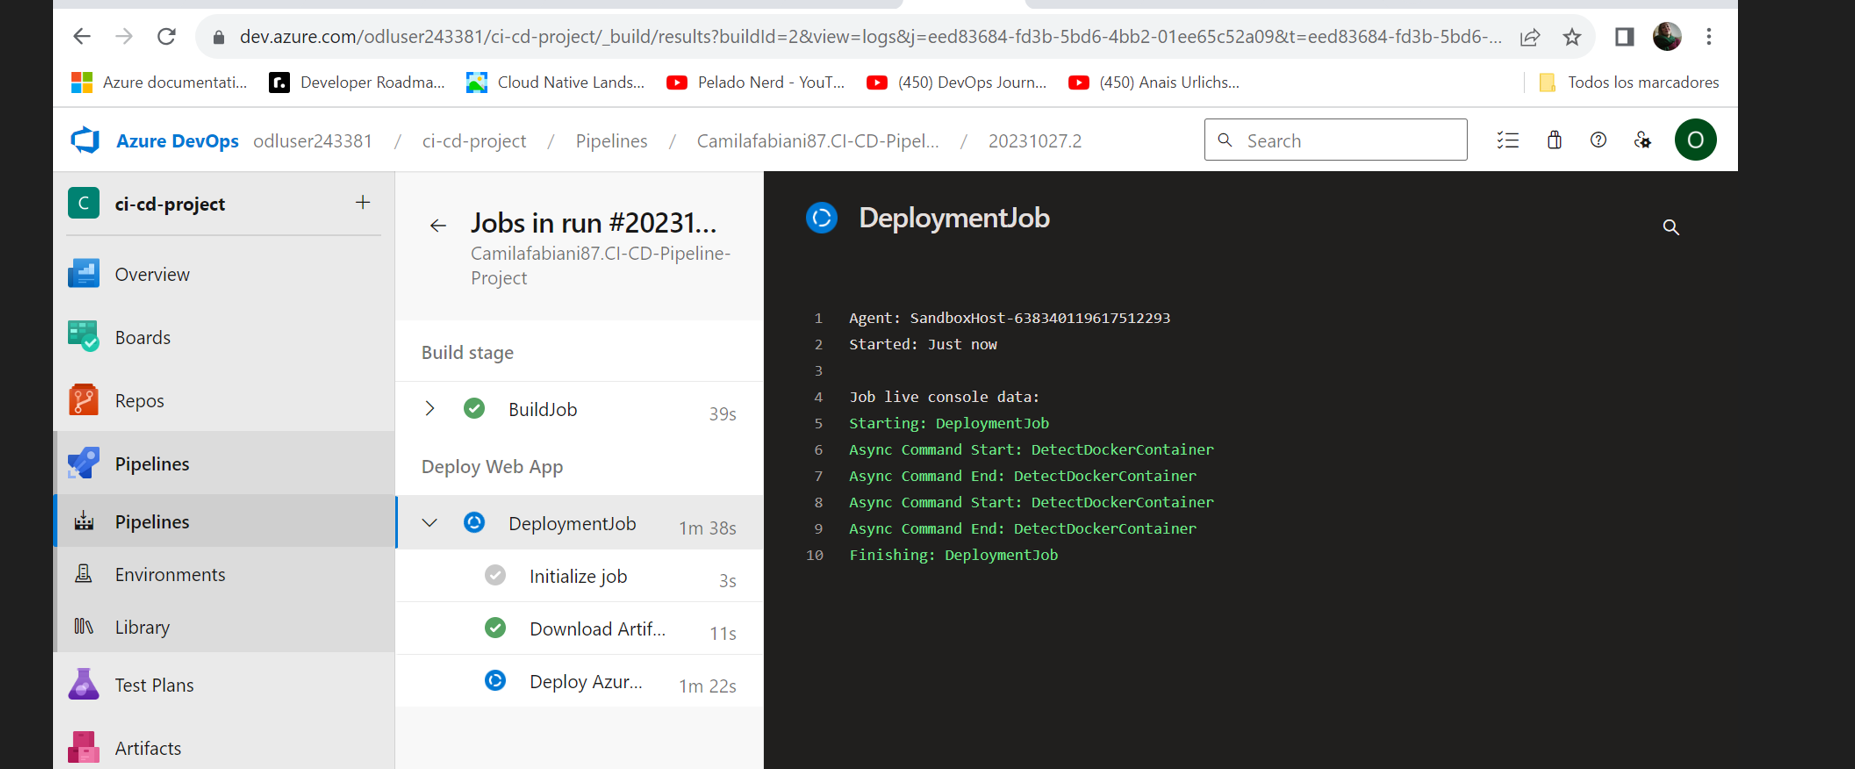 dev.azure.com/odluser243381/ci-cd-project/_build/results?buildId=2&view=logs&j=eed83684-fd3b-5bd6-4bb2-01ee65c52a09&t=eed83684-fd3b-5bd6-...
Azure documentati... Developer Roadma... Cloud Native Lands... Pelado Nerd - YouT... (450) DevOps Journ... (450) Anais Urlichs... Todos los marcadores
Azure DevOps odluser243381 / ci-cd-project / Pipelines / Camilafabiani87.CI-CD-Pipel... / 20231027.2 Search O
C ci-cd-project +
Overview
Boards
Repos
Pipelines
Pipelines
Environments
Library
Test Plans
Artifacts
Jobs in run #20231...
Camilafabiani87.CI-CD-Pipeline-
Project
Build stage
BuildJob 39s
Deploy Web App
DeploymentJob 1m 38s
Initialize job 3s
Download Artif... 11s
Deploy Azur... 1m 22s
DeploymentJob
1 Agent: SandboxHost-638340119617512293
2 Started: Just now
3
4 Job live console data:
5 Starting: DeploymentJob
6 Async Command Start: DetectDockerContainer
7 Async Command End: DetectDockerContainer
8 Async Command Start: DetectDockerContainer
9 Async Command End: DetectDockerContainer
10 Finishing: DeploymentJob